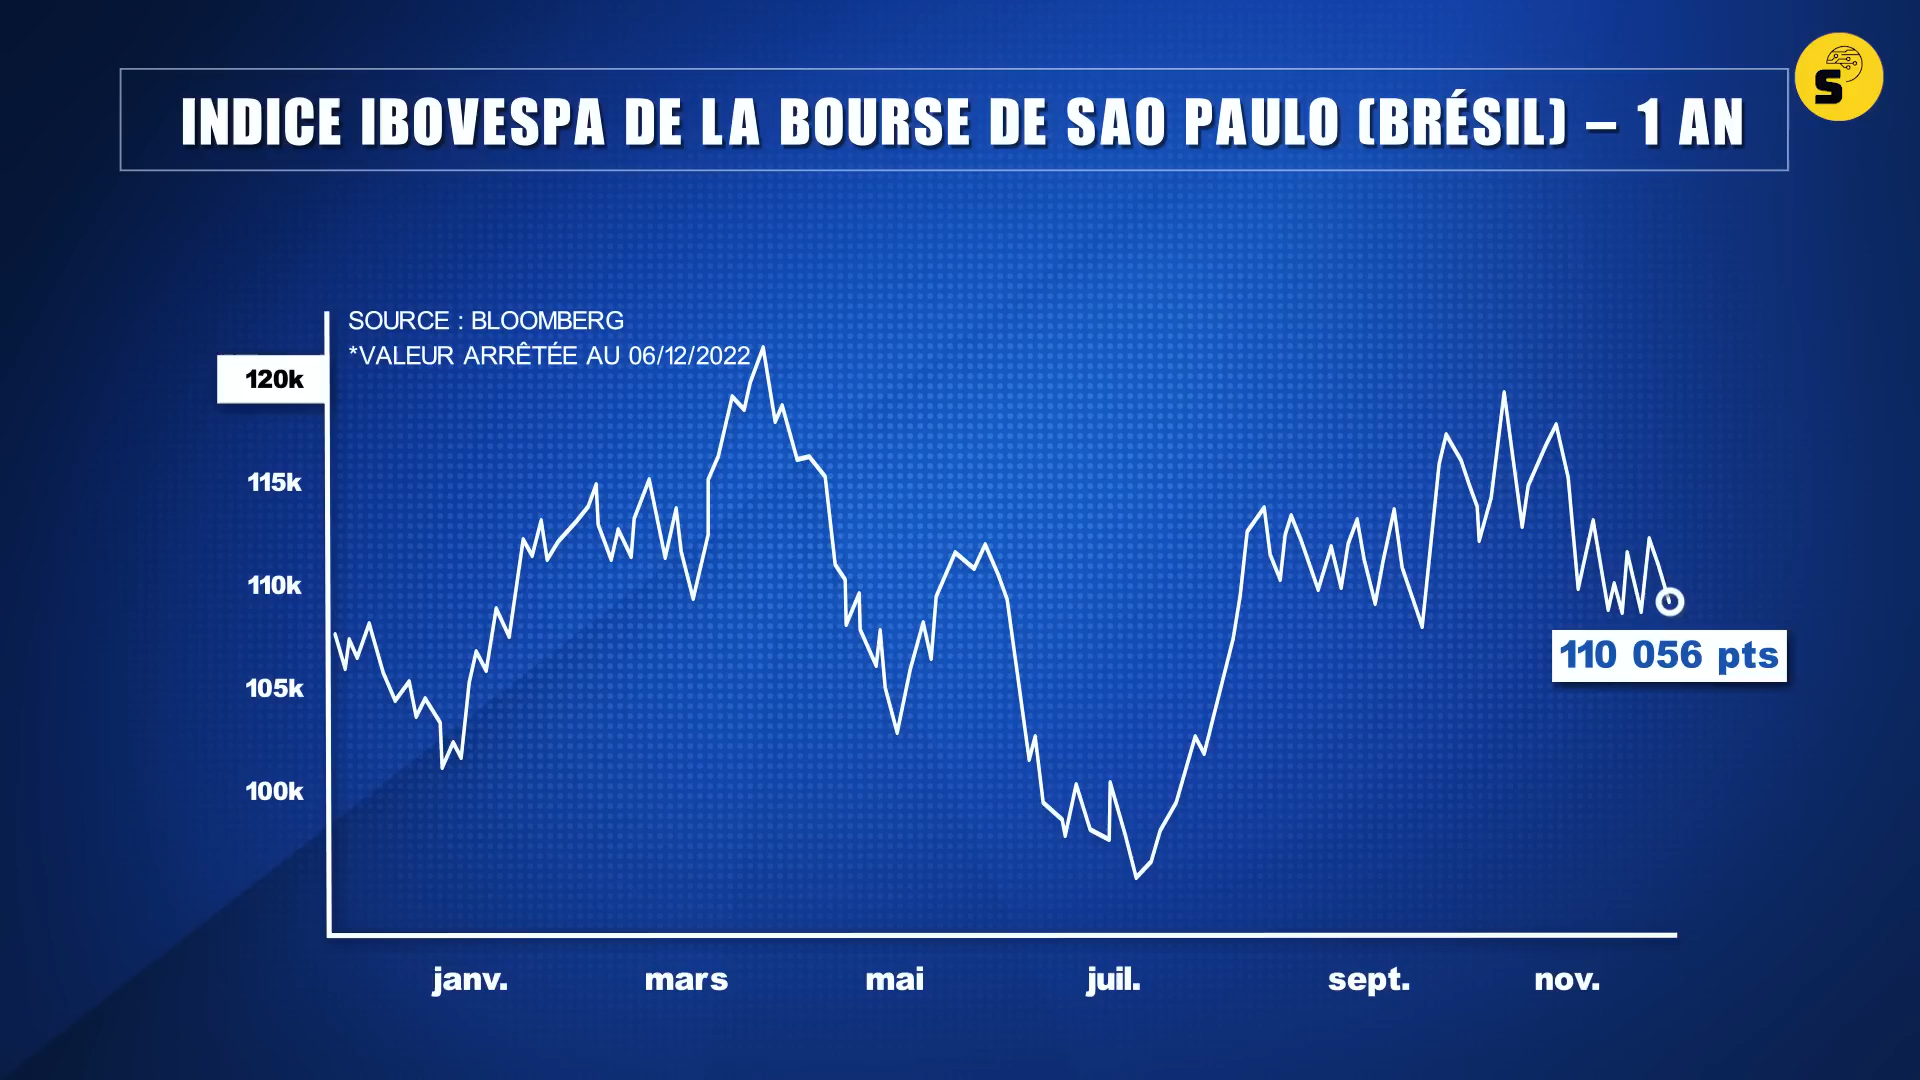 INDICE IBOVESPA DE LA BOURSE DE SAO PAULO (BRÉSIL) – 1 AN
S
SOURCE : BLOOMBERG
*VALEUR ARRÊTÉE AU 06/12/2022
120k
115k
110k
105k
100k
110 056 pts
janv. mars mai juil. sept. nov.